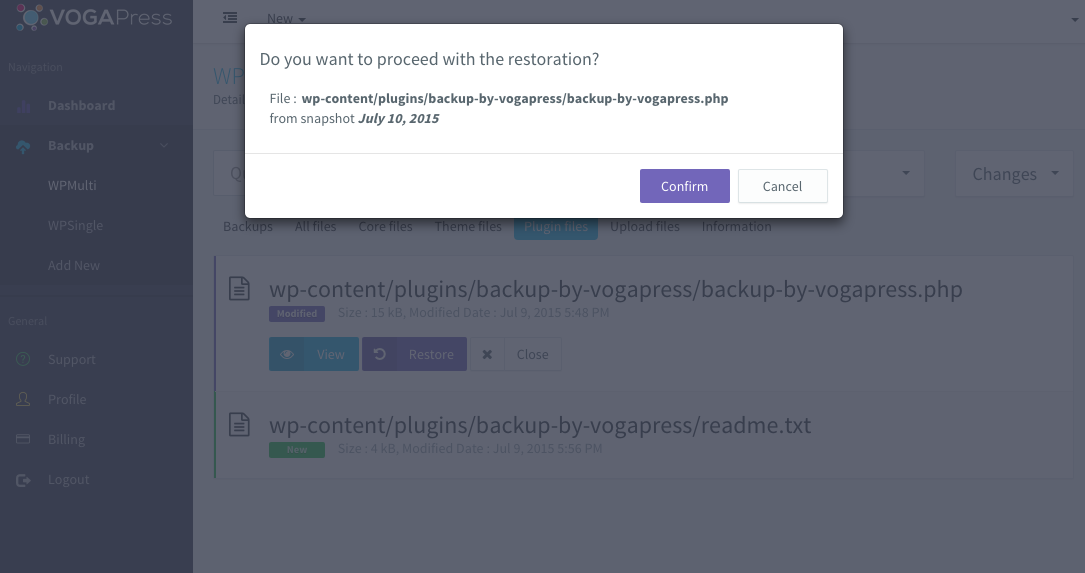 VOGAPress
New
Navigation
Dashboard
Backup
WPMulti
WPSingle
Add New
General
Support
Profile
Billing
Logout
Do you want to proceed with the restoration?
File : wp-content/plugins/backup-by-vogapress/backup-by-vogapress.php
from snapshot July 10, 2015
Confirm Cancel
Changes
Backups All files Core files Theme files Plugin files Upload files Information
wp-content/plugins/backup-by-vogapress/backup-by-vogapress.php
Modified Size : 15 kB, Modified Date : Jul 9, 2015 5:48 PM
View Restore Close
wp-content/plugins/backup-by-vogapress/readme.txt
New Size : 4 kB, Modified Date : Jul 9, 2015 5:56 PM